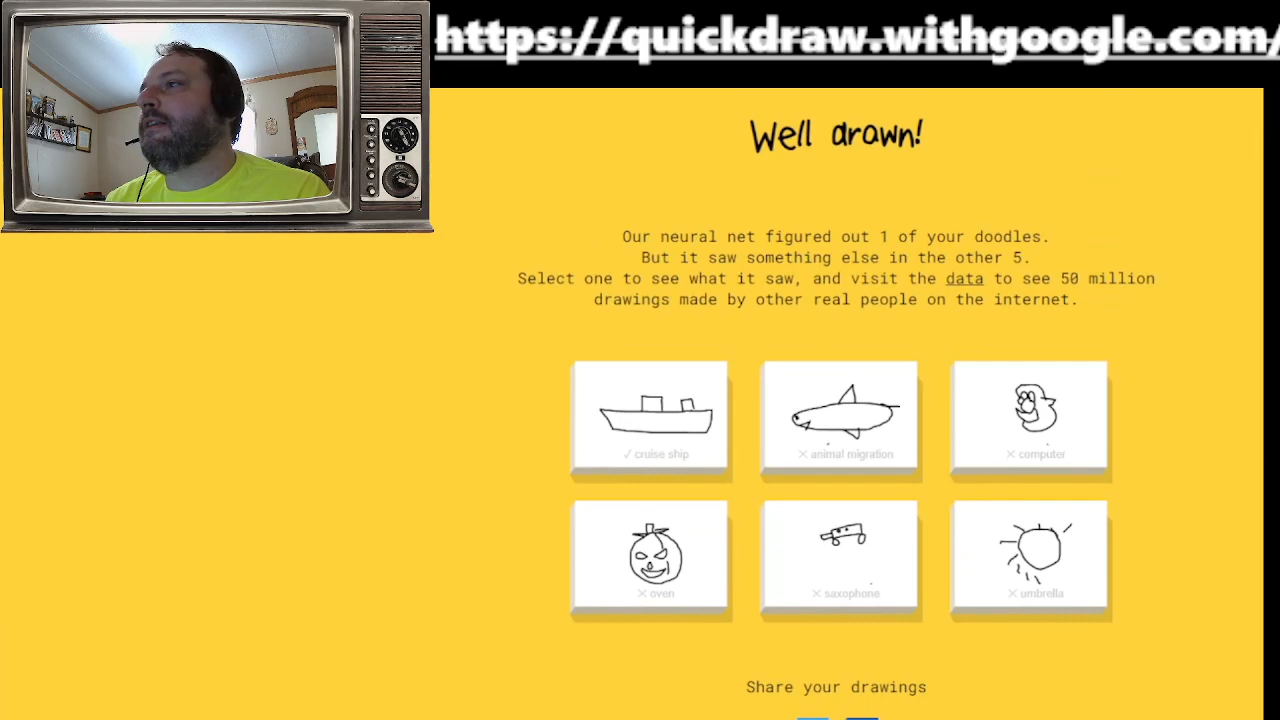 https://quickdraw.withgoogle.com/
Well drawn!
Our neural net figured out 1 of your doodles.
But it saw something else in the other 5.
Select one to see what it saw, and visit the data to see 50 million
drawings made by other real people on the internet.
✓ cruise ship
× animal migration
× computer
× oven
× saxophone
× umbrella
Share your drawings